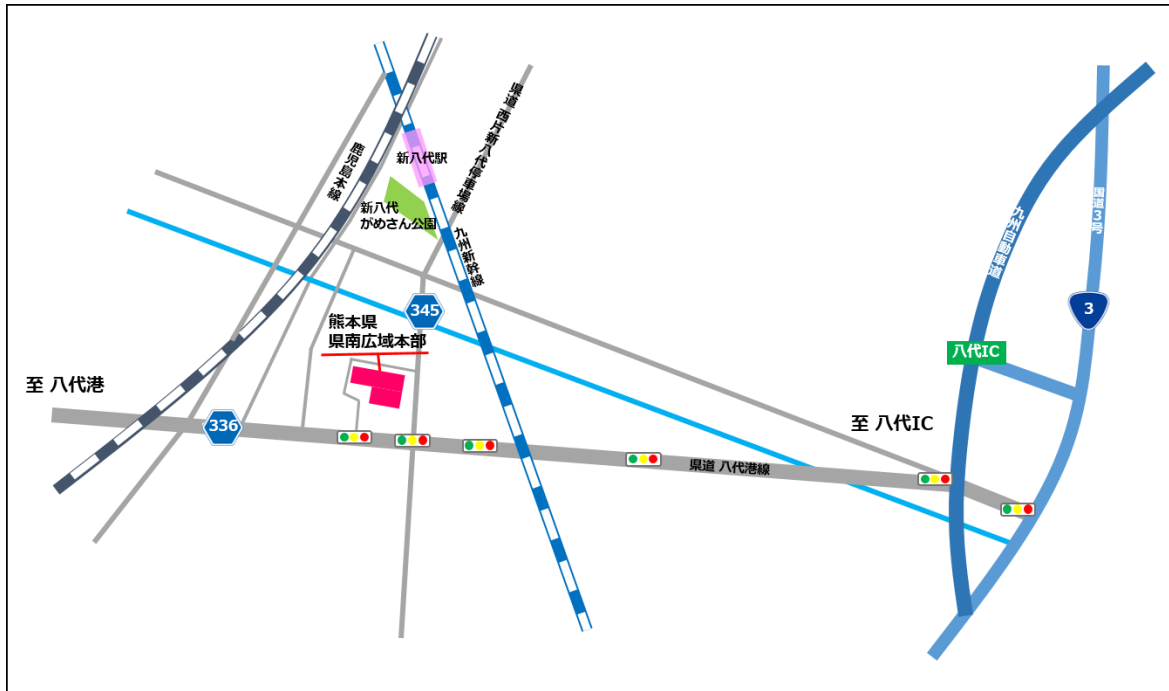 県道 西片新八代停車場線
新八代駅
鹿児島本線
新八代
がめさん公園
九州新幹線
国道3号
九州自動車道
345
3
熊本県
県南広域本部
八代IC
至 八代港
336
至 八代IC
県道 八代港線